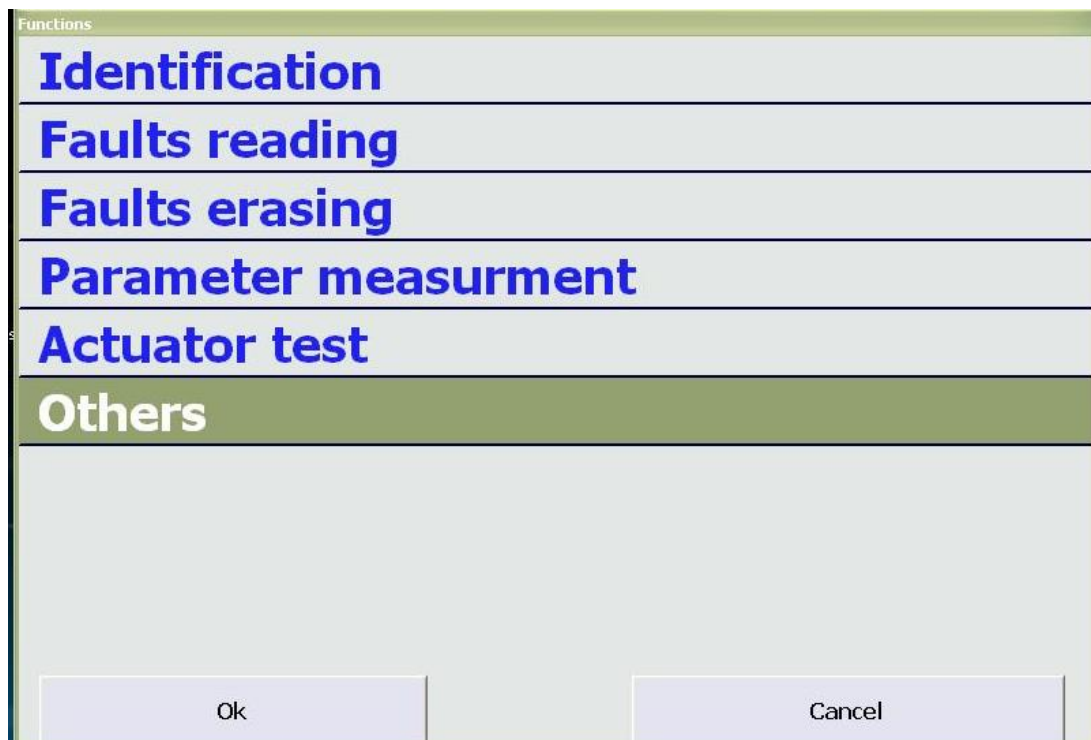 Functions
Identification
Faults reading
Faults erasing
Parameter measurment
Actuator test
Others
Ok
Cancel